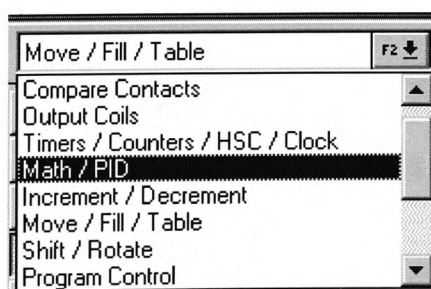 Move / Fill / Table F2
Compare Contacts
Output Coils
Timers / Counters / HSC / Clock
Math / PID
Increment / Decrement
Move / Fill / Table
Shift / Rotate
Program Control